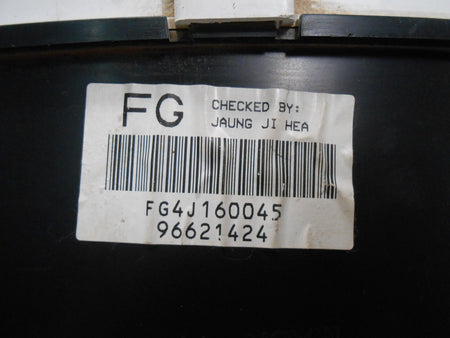 FG
CHECKED BY:
JAUNG JI HEA
FG4J160045
96621424